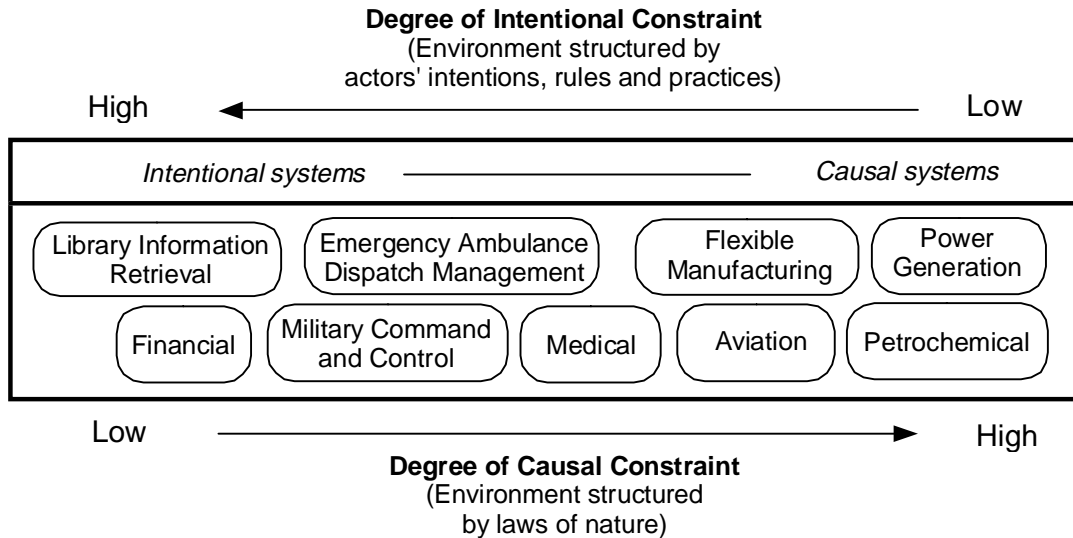 Degree of Intentional Constraint
(Environment structured by
actors' intentions, rules and practices)
High
Low
Intentional systems
Causal systems
Library Information
Retrieval
Emergency Ambulance
Dispatch Management
Flexible
Manufacturing
Power
Generation
Financial
Military Command
and Control
Medical
Aviation
Petrochemical
Low
High
Degree of Causal Constraint
(Environment structured
by laws of nature)